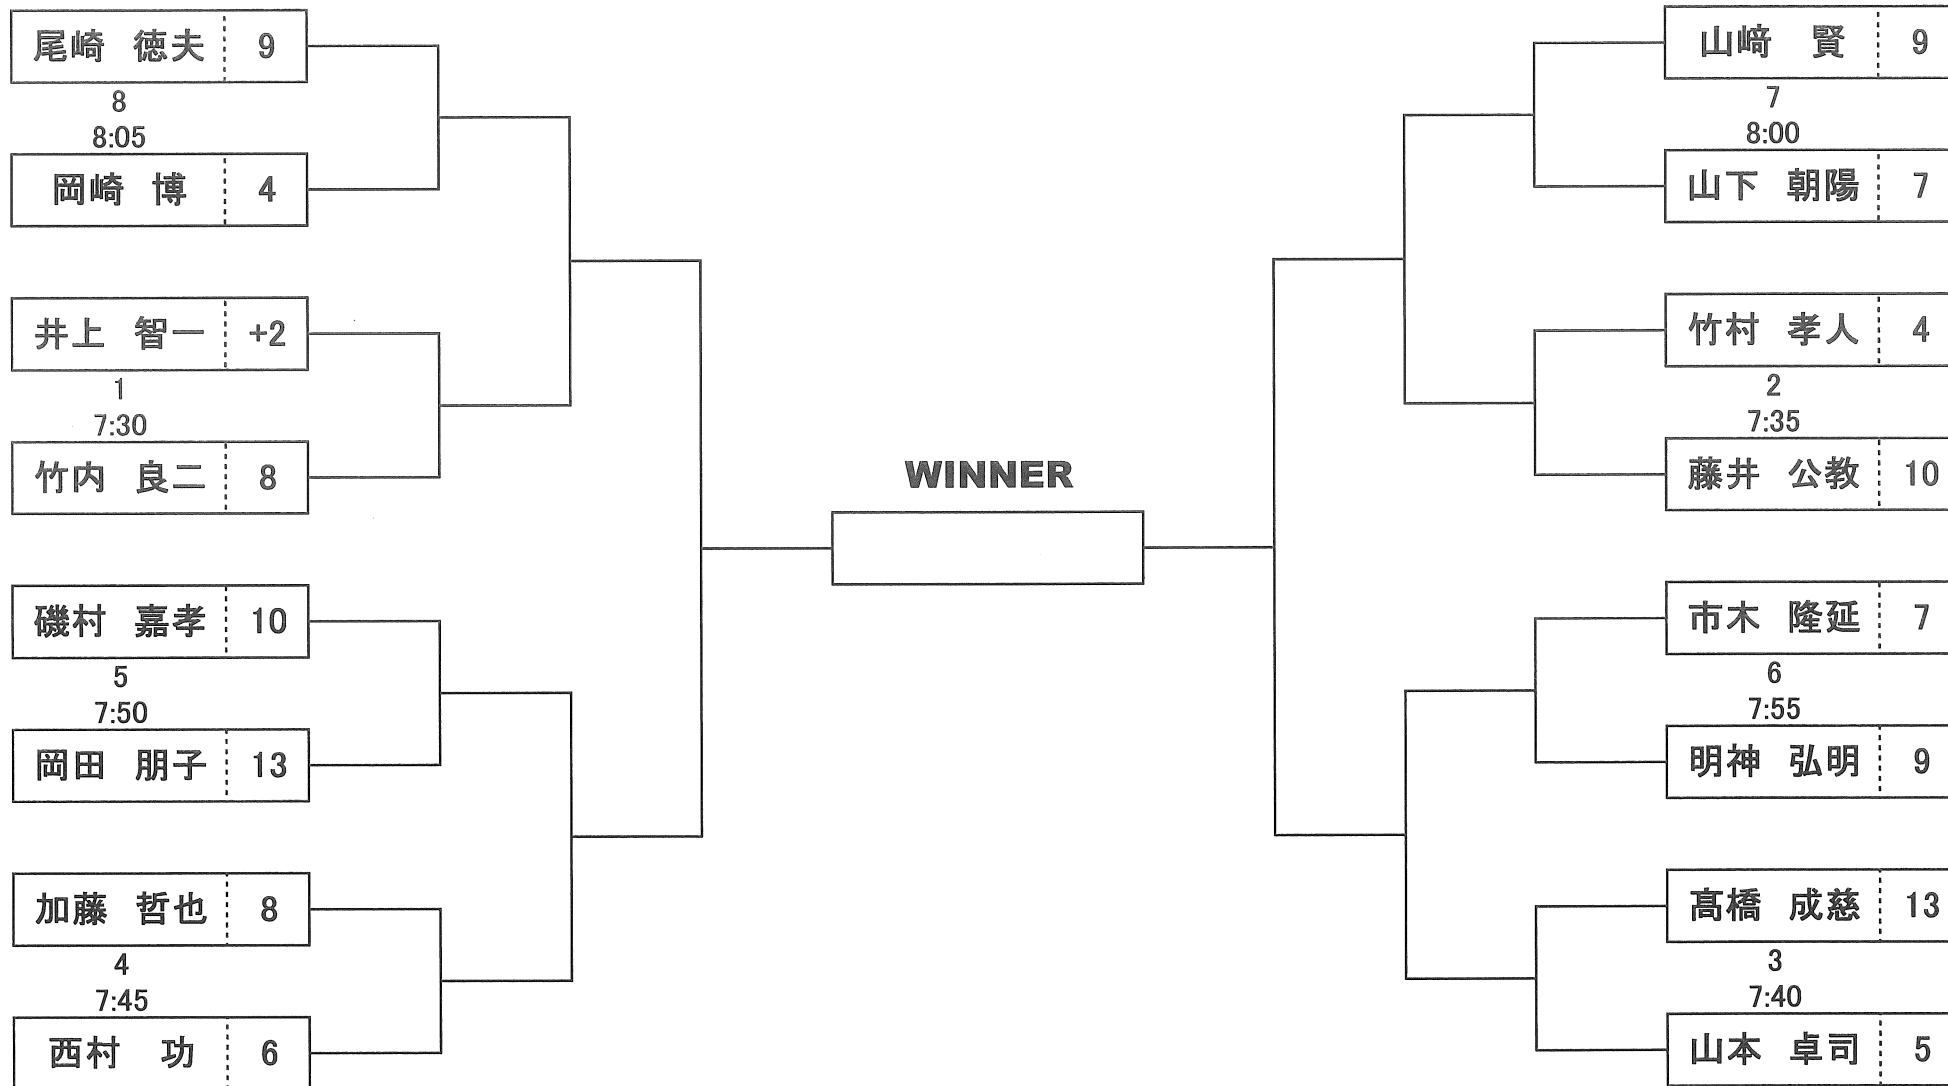 尾崎 徳夫 9
8
8:05
岡崎 博 4
井上 智一 +2
1
7:30
竹内 良二 8
磯村 嘉孝 10
5
7:50
岡田 朋子 13
加藤 哲也 8
4
7:45
西村 功 6
WINNER
山﨑 賢 9
7
8:00
山下 朝陽 7
竹村 孝人 4
2
7:35
藤井 公教 10
市木 隆延 7
6
7:55
明神 弘明 9
髙橋 成慈 13
3
7:40
山本 卓司 5